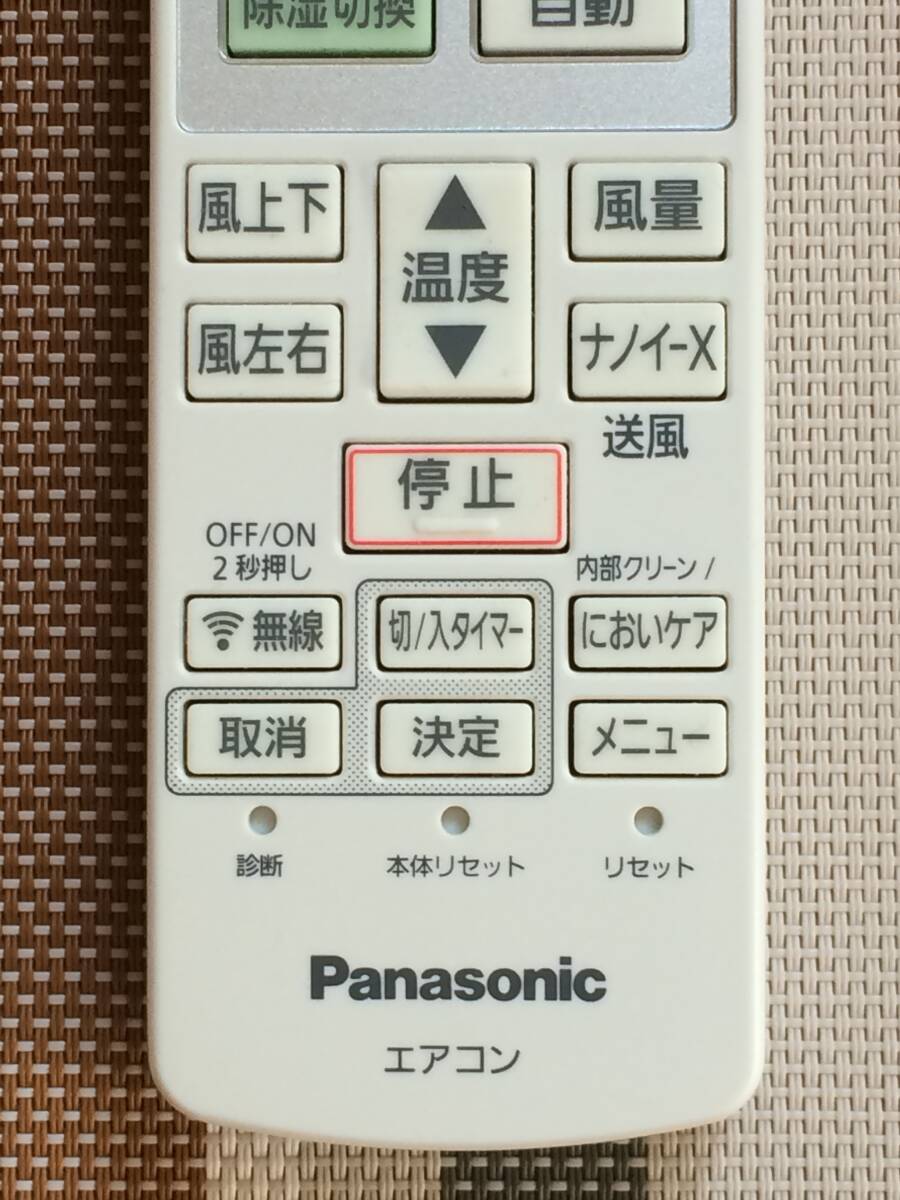 除湿切換
自動
風上下
▲
温度
▼
風量
風左右
ナノイーX
送風
停止
OFF/ON
2秒押し
無線
切/入タイマー
内部クリーン /
においケア
取消
決定
メニュー
診断
本体リセット
リセット
Panasonic
エアコン